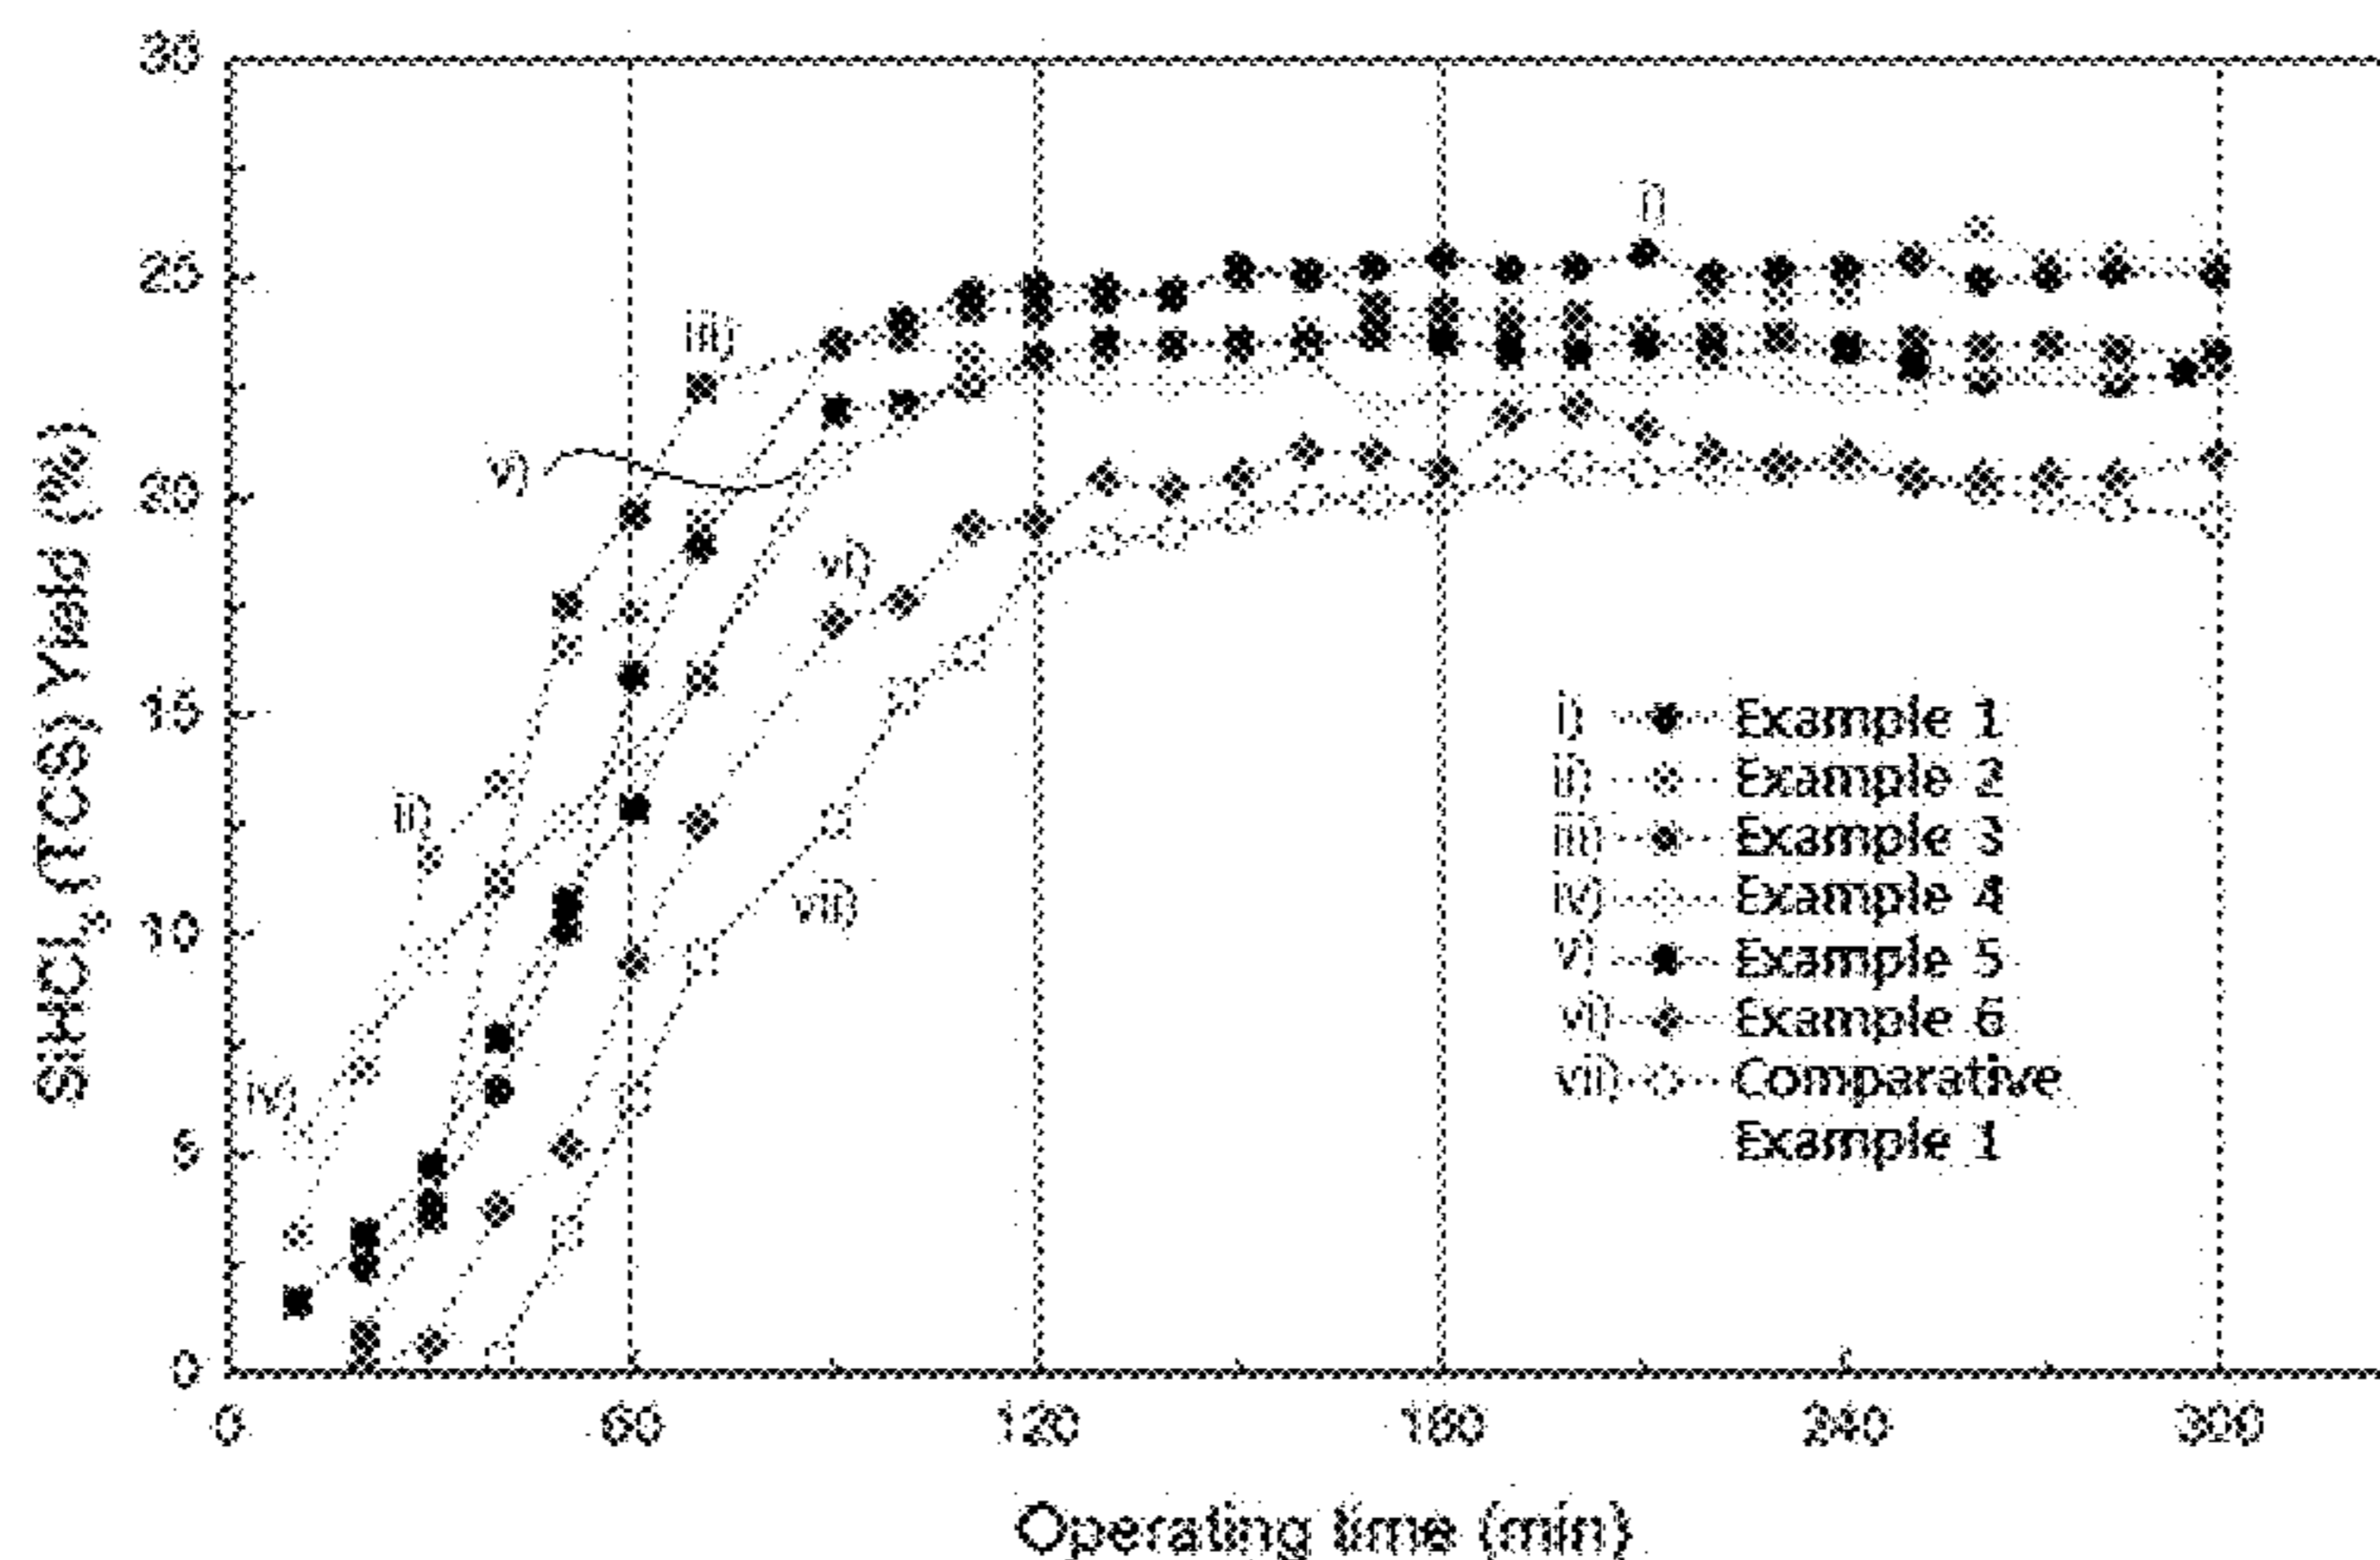 SiHCl3 (TCS) Yield (%)
30
25
20
15
10
5
0
0 60 120 180 240 300
Operating time (min)
i)
ii)
iii)
iv)
v)
vi)
vii)
i) Example 1
ii) Example 2
iii) Example 3
iv) Example 4
v) Example 5
vi) Example 6
vii) Comparative
Example 1